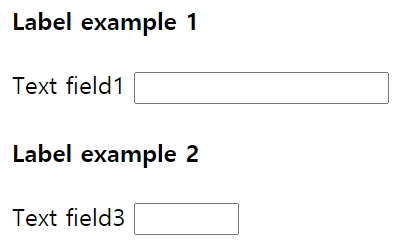 Label example 1
Text field1
Label example 2
Text field3